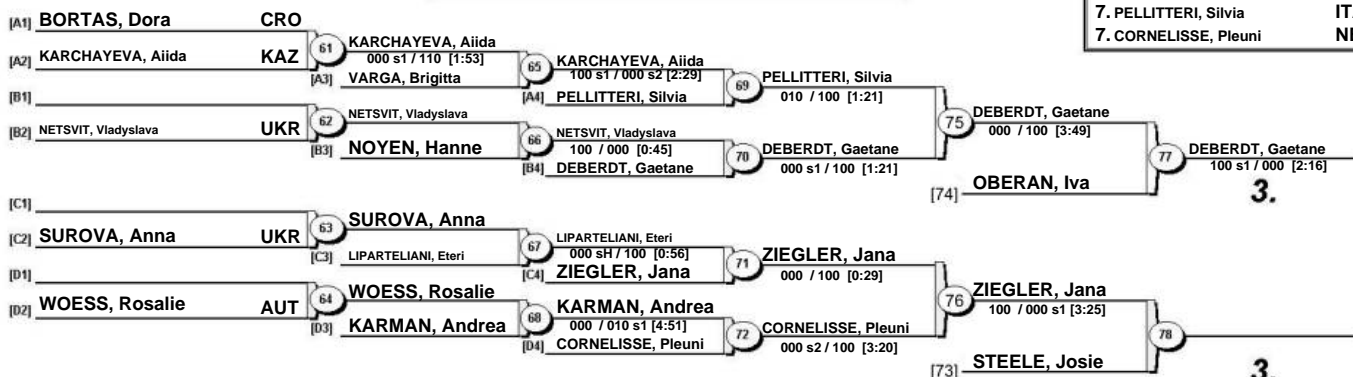 7. PELLITTERI, Silvia IT
7. CORNELISSE, Pleuni
[A1] BORTAS, Dora CRO
61 KARCHAYEVA, Aiida
000 s1 / 110 [1:53]
[A2] KARCHAYEVA, Aiida KAZ
[A3] VARGA, Brigitta
65 KARCHAYEVA, Aiida
100 s1 / 000 s2 [2:29]
[A4] PELLITTERI, Silvia
69 PELLITTERI, Silvia
010 / 100 [1:21]
[B1]
[B2] NETSVIT, Vladyslava UKR
62 NETSVIT, Vladyslava
[B3] NOYEN, Hanne
66 NETSVIT, Vladyslava
100 / 000 [0:45]
[B4] DEBERDT, Gaetane
70 DEBERDT, Gaetane
000 s1 / 100 [1:21]
75 DEBERDT, Gaetane
000 / 100 [3:49]
[74] OBERAN, Iva
77 DEBERDT, Gaetane
100 s1 / 000 [2:16]
3.
[C1]
[C2] SUROVA, Anna UKR
63 SUROVA, Anna
[C3] LIPARTELIANI, Eteri
67 LIPARTELIANI, Eteri
000 sH / 100 [0:56]
[C4] ZIEGLER, Jana
71 ZIEGLER, Jana
000 / 100 [0:29]
[D1]
[D2] WOESS, Rosalie AUT
64 WOESS, Rosalie
[D3] KARMAN, Andrea
68 KARMAN, Andrea
000 / 010 s1 [4:51]
[D4] CORNELISSE, Pleuni
72 CORNELISSE, Pleuni
000 s2 / 100 [3:20]
76 ZIEGLER, Jana
100 / 000 s1 [3:25]
[73] STEELE, Josie
78
3.